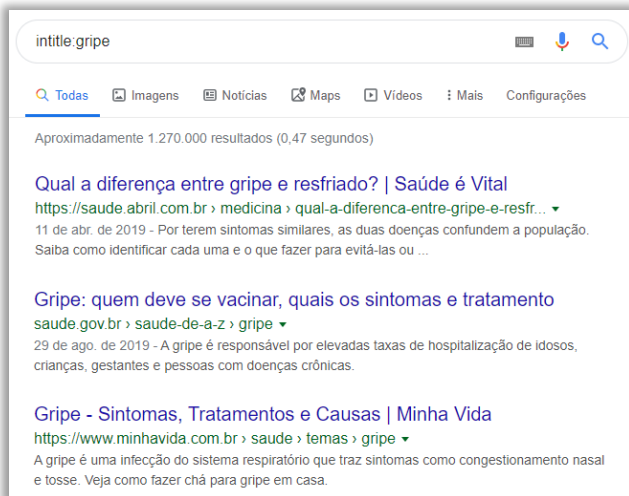 intitle:gripe
Todas Imagens Notícias Maps Vídeos Mais Configurações
Aproximadamente 1.270.000 resultados (0,47 segundos)
Qual a diferença entre gripe e resfriado? | Saúde é Vital
https://saude.abril.com.br › medicina › qual-a-diferenca-entre-gripe-e-resfr...
11 de abr. de 2019 - Por terem sintomas similares, as duas doenças confundem a população.
Saiba como identificar cada uma e o que fazer para evitá-las ou ...
Gripe: quem deve se vacinar, quais os sintomas e tratamento
saude.gov.br › saude-de-a-z › gripe
29 de ago. de 2019 - A gripe é responsável por elevadas taxas de hospitalização de idosos,
crianças, gestantes e pessoas com doenças crônicas.
Gripe - Sintomas, Tratamentos e Causas | Minha Vida
https://www.minhavida.com.br › saude › temas › gripe
A gripe é uma infecção do sistema respiratório que traz sintomas como congestionamento nasal
e tosse. Veja como fazer chá para gripe em casa.